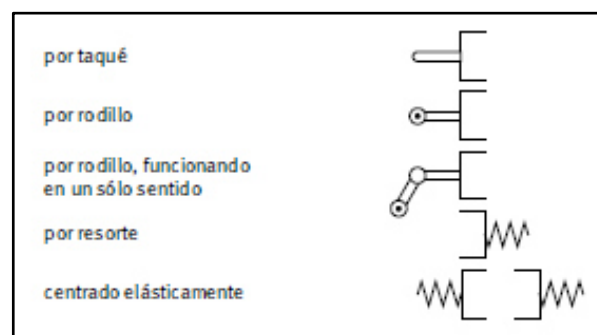 por taqué
por rodillo
por rodillo, funcionando
en un sólo sentido
por resorte
centrado elásticamente